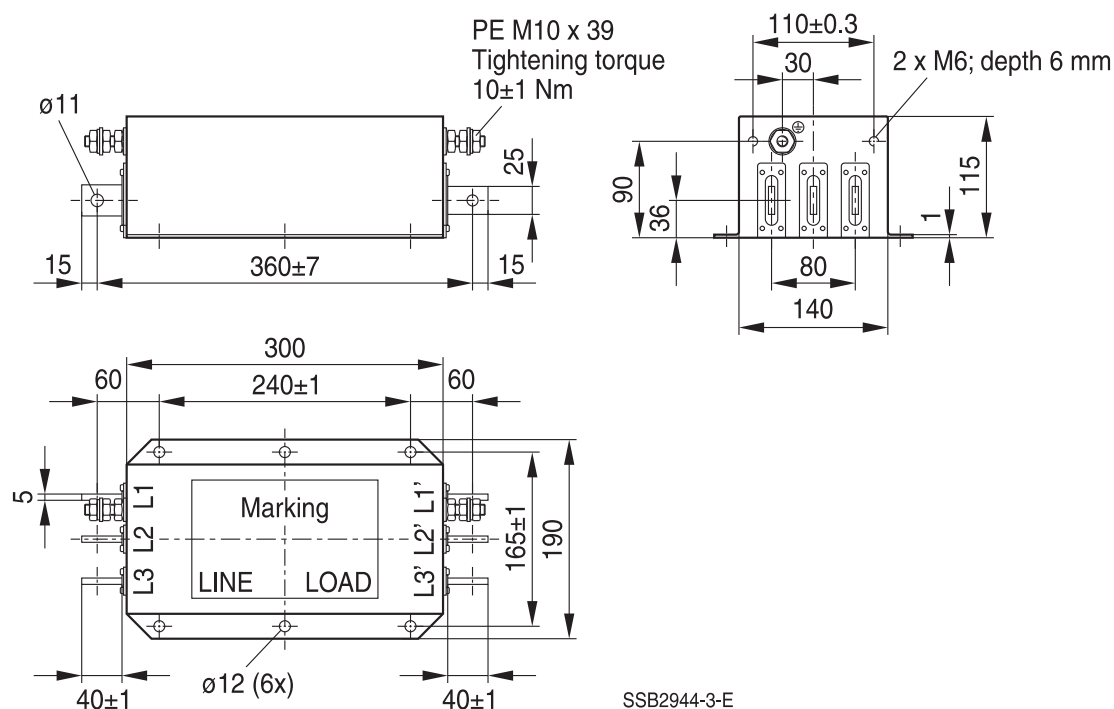 PE M10 x 39
Tightening torque
10±1 Nm
ø11
25
15
360±7
15
110±0.3
30
2 x M6; depth 6 mm
90
36
115
1
80
140
300
60
240±1
60
5
L1
L2
L3
Marking
LINE
LOAD
L1'
L2'
L3'
165±1
190
40±1
ø12 (6x)
40±1
SSB2944-3-E